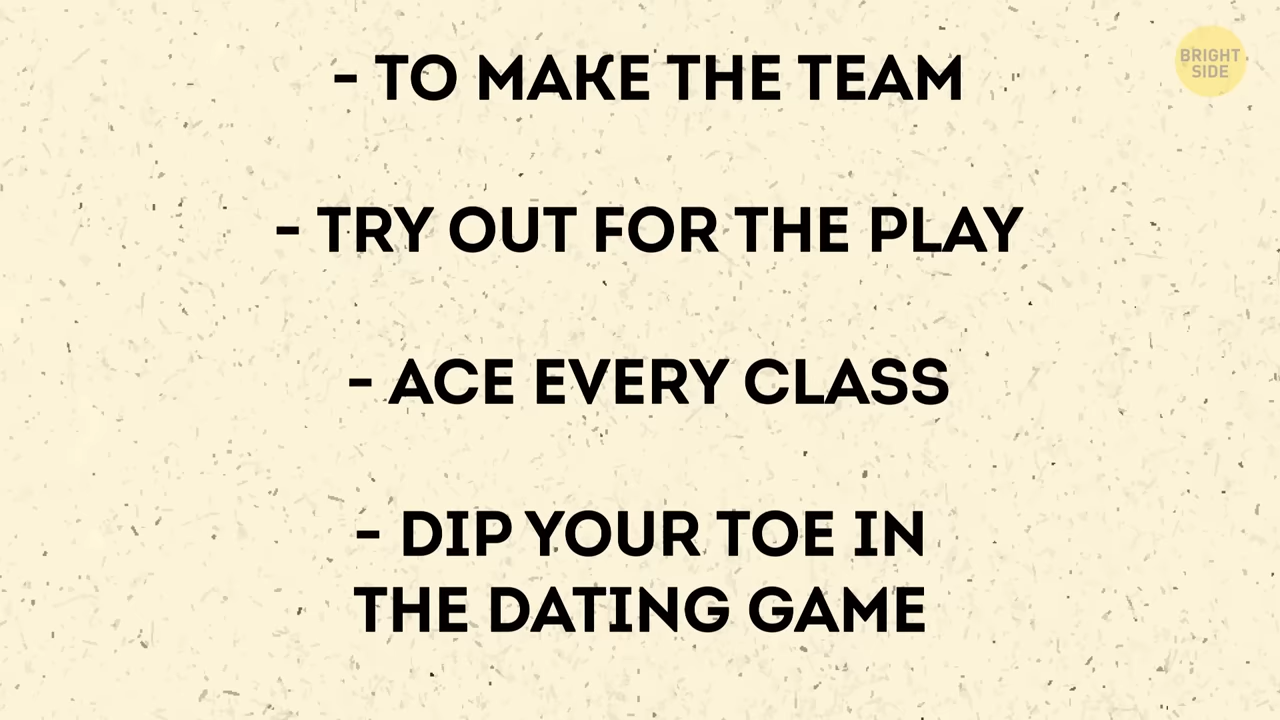 - TO MAKE THE TEAM
BRIGHT
SIDE
- TRY OUT FOR THE PLAY
- ACE EVERY CLASS
- DIP YOUR TOE IN
THE DATING GAME